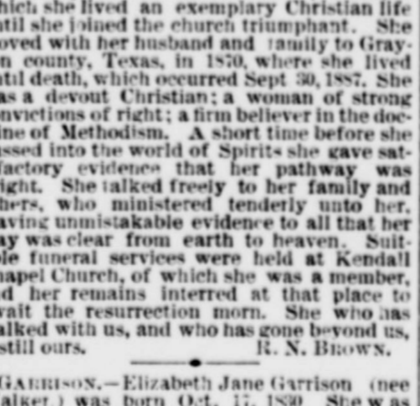 hich she lived an exemplary Christian life
til she joined the church triumphant. She
oved with her husband and family to Gray-
n county, Texas, in 1870, where she lived
ntil death, which occurred Sept 30, 1887. She
as a devout Christian; a woman of strong
nvictions of right; a firm believer in the doc-
ine of Methodism. A short time before she
assed into the world of Spirits she gave sat-
factory evidence that her pathway was
ight. She talked freely to her family and
hers, who ministered tenderly unto her,
aving unmistakable evidence to all that her
ay was clear from earth to heaven. Suit-
ble funeral services were held at Kendall
hapel Church, of which she was a member,
d her remains interred at that place to
wait the resurrection morn. She who has
alked with us, and who has gone beyond us,
still ours. R. N. BROWN.
GARRISON.—Elizabeth Jane Garrison (nee
alker) was born Oct. 17, 1830 She was